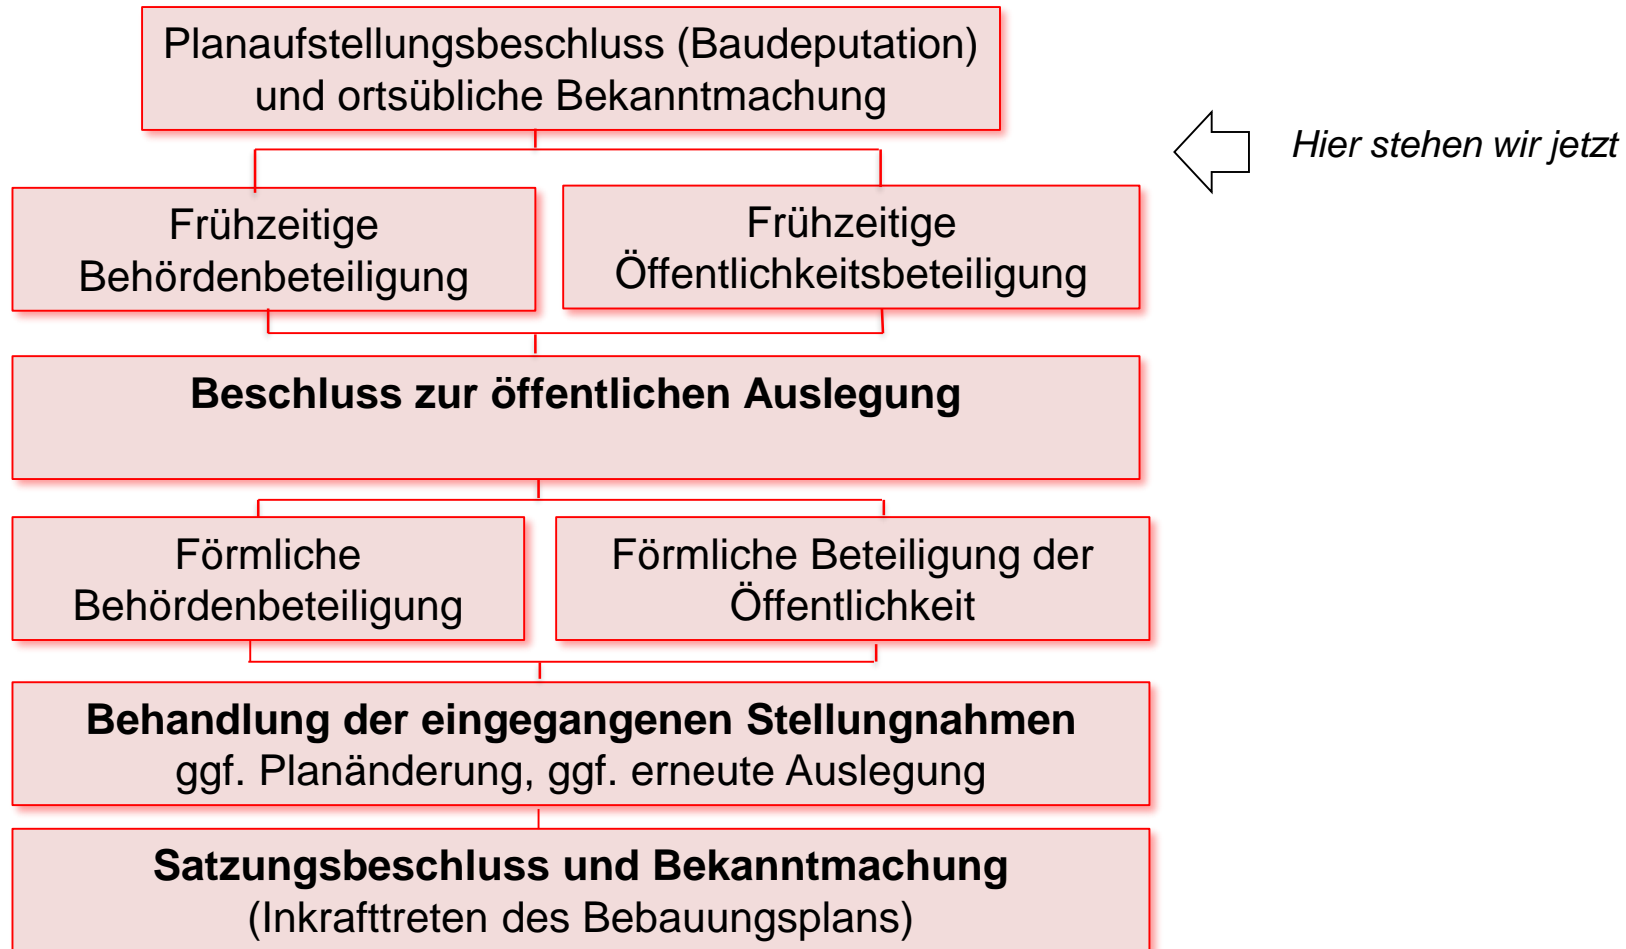 Planaufstellungsbeschluss (Baudeputation)
und ortsübliche Bekanntmachung
Hier stehen wir jetzt
Frühzeitige
Behördenbeteiligung
Frühzeitige
Öffentlichkeitsbeteiligung
Beschluss zur öffentlichen Auslegung
Förmliche
Behördenbeteiligung
Förmliche Beteiligung der
Öffentlichkeit
Behandlung der eingegangenen Stellungnahmen
ggf. Planänderung, ggf. erneute Auslegung
Satzungsbeschluss und Bekanntmachung
(Inkrafttreten des Bebauungsplans)